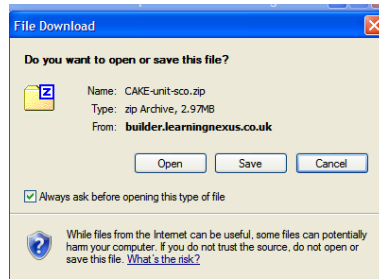 File Download
Do you want to open or save this file?
Name: CAKE-unit-sco.zip
Type: zip Archive, 2.97MB
From: builder.learningnexus.co.uk
Open Save Cancel
Always ask before opening this type of file
While files from the Internet can be useful, some files can potentially
harm your computer. If you do not trust the source, do not open or
save this file. What's the risk?